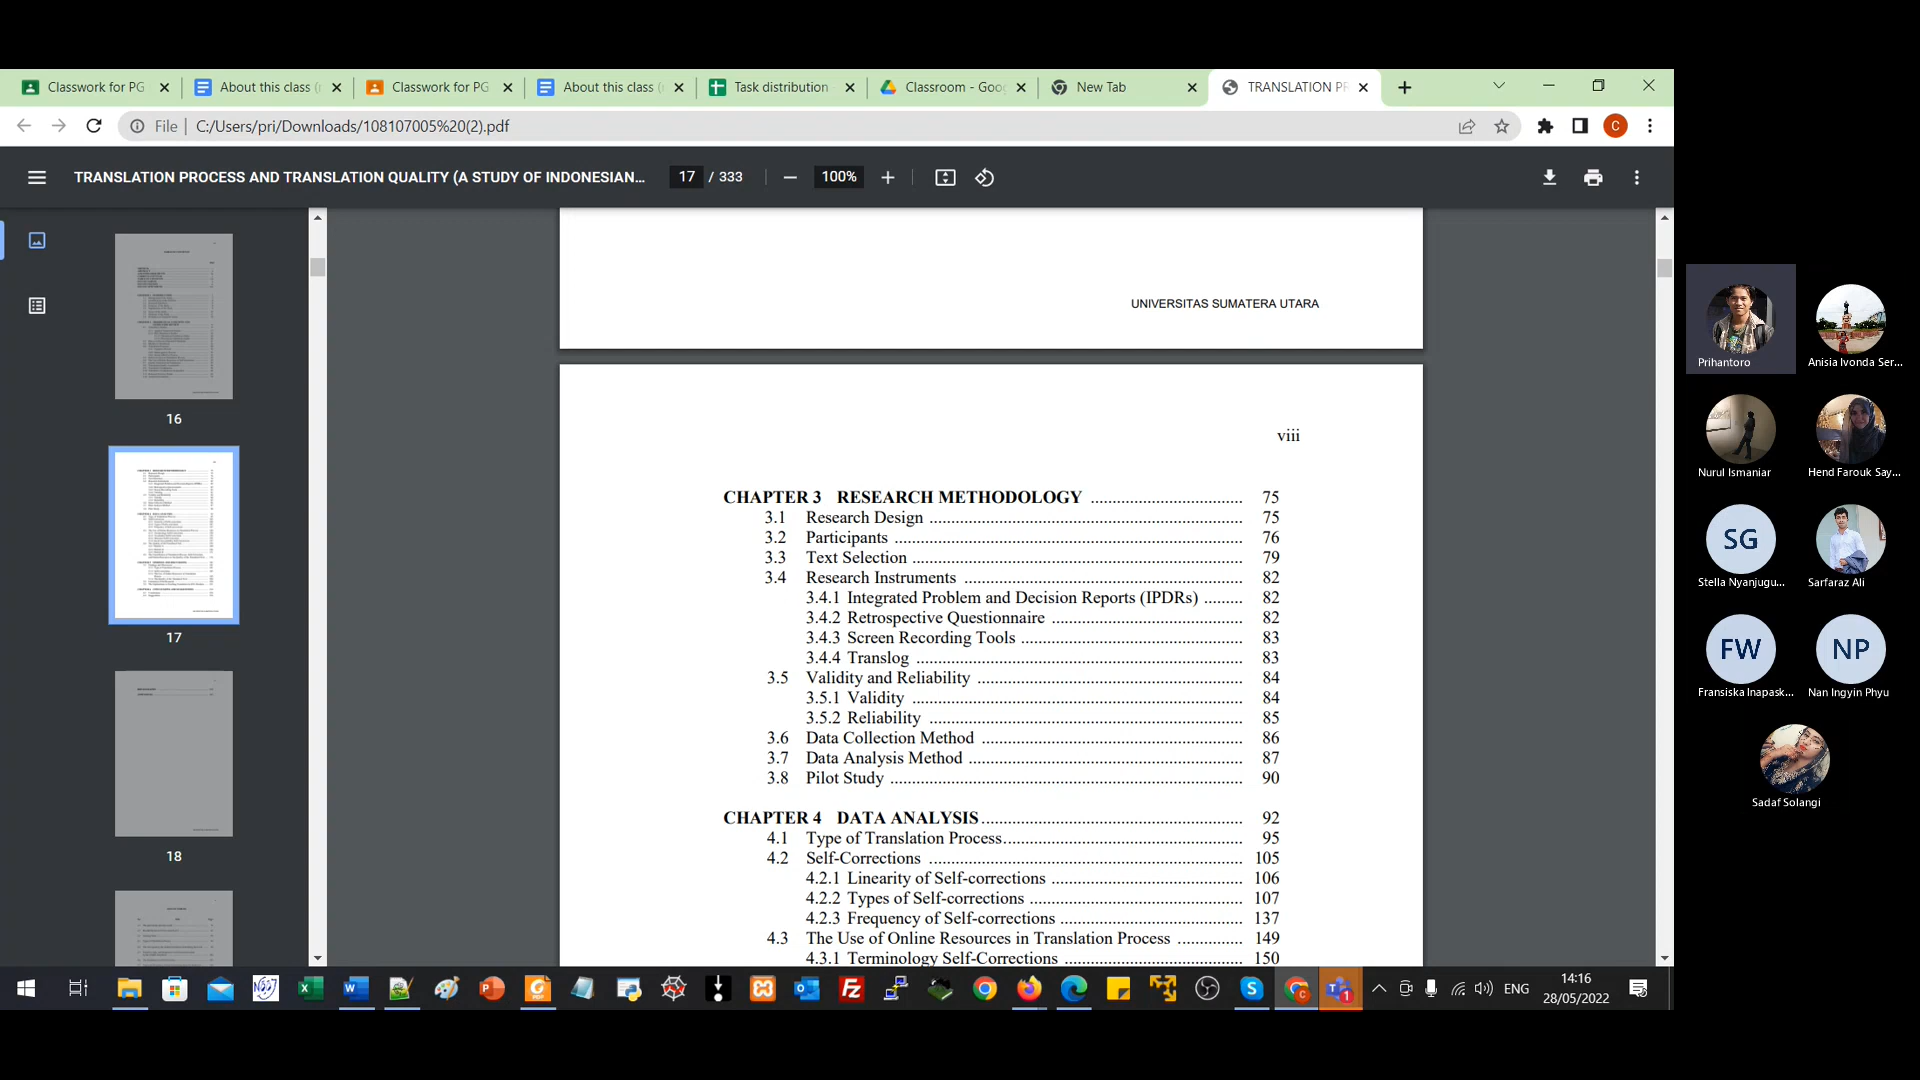 Classwork for PG
About this class (
Classwork for PG
About this class (
Task distribution
Classroom - Goo
New Tab
TRANSLATION PR
File
C:/Users/pri/Downloads/108107005%20(2).pdf
C
TRANSLATION PROCESS AND TRANSLATION QUALITY (A STUDY OF INDONESIAN...
17 / 333
100%
16
17
18
UNIVERSITAS SUMATERA UTARA
viii
CHAPTER 3 RESEARCH METHODOLOGY ........................................ 75
3.1 Research Design ................................................................ 75
3.2 Participants ........................................................................ 76
3.3 Text Selection .................................................................... 79
3.4 Research Instruments ......................................................... 82
3.4.1 Integrated Problem and Decision Reports (IPDRs) ......... 82
3.4.2 Retrospective Questionnaire ........................................ 82
3.4.3 Screen Recording Tools .............................................. 83
3.4.4 Translog ................................................................... 83
3.5 Validity and Reliability ...................................................... 84
3.5.1 Validity ..................................................................... 84
3.5.2 Reliability ................................................................. 85
3.6 Data Collection Method ..................................................... 86
3.7 Data Analysis Method ........................................................ 87
3.8 Pilot Study ......................................................................... 90
CHAPTER 4 DATA ANALYSIS ...................................................... 92
4.1 Type of Translation Process ................................................ 95
4.2 Self-Corrections ................................................................. 105
4.2.1 Linearity of Self-corrections ........................................ 106
4.2.2 Types of Self-corrections ............................................ 107
4.2.3 Frequency of Self-corrections ...................................... 137
4.3 The Use of Online Resources in Translation Process ............. 149
4.3.1 Terminology Self-Corrections ...................................... 150
Prihantoro
Anisia Ivonda Ser...
Nurul Ismaniar
Hend Farouk Say...
SG
Stella Nyanjugu...
Sarfaraz Ali
FW
Fransiska Inapask...
NP
Nan Ingyin Phyu
Sadaf Solangi
ENG
14:16
28/05/2022